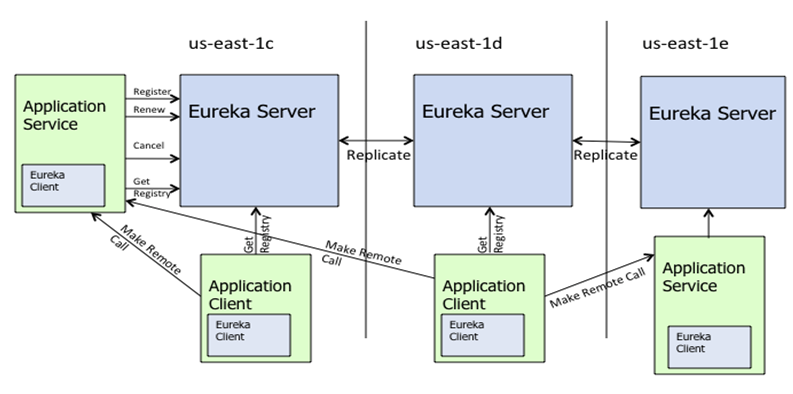 us-east-1c
us-east-1d
us-east-1e
Application
Service
Eureka
Client
Register
Renew
Cancel
Get
Registry
Eureka Server
Replicate
Eureka Server
Replicate
Eureka Server
Make Remote
Call
Get
Registry
Make Remote
Call
Get
Registry
Make Remote Call
Application
Client
Eureka
Client
Application
Client
Eureka
Client
Application
Service
Eureka
Client